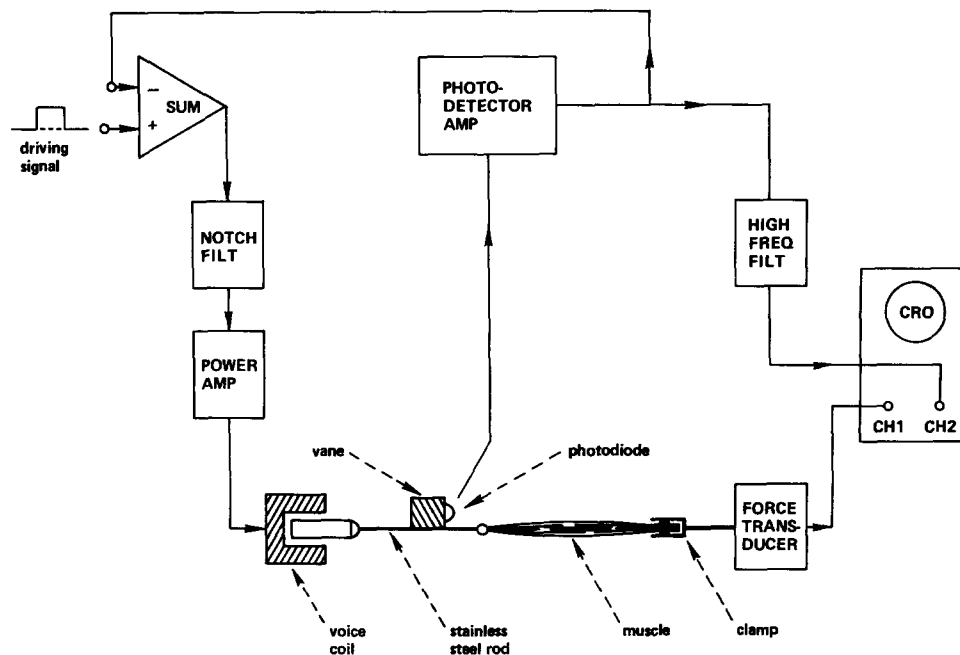 PHOTO-
DETECTOR
AMP
−
SUM
+
driving
signal
NOTCH
FILT
HIGH
FREQ
FILT
CRO
POWER
AMP
CH1 CH2
vane
photodiode
FORCE
TRANS-
DUCER
voice
coil
stainless
steel rod
muscle
clamp